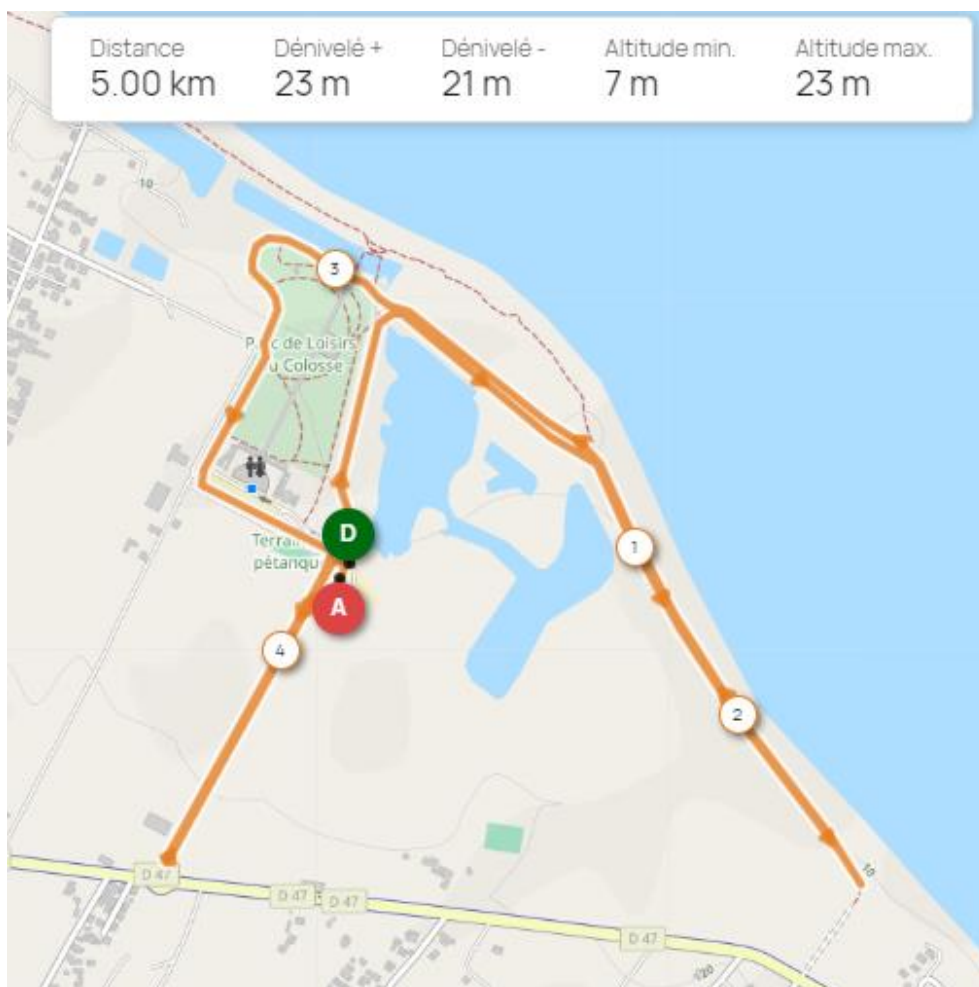 Distance
5.00 km
Dénivelé +
23 m
Dénivelé -
21 m
Altitude min.
7 m
Altitude max.
23 m
10
3
de Loisirs
Colosse
D
pétanqu
1
A
4
2
D 47
D 47
D 47
D 47
10
20